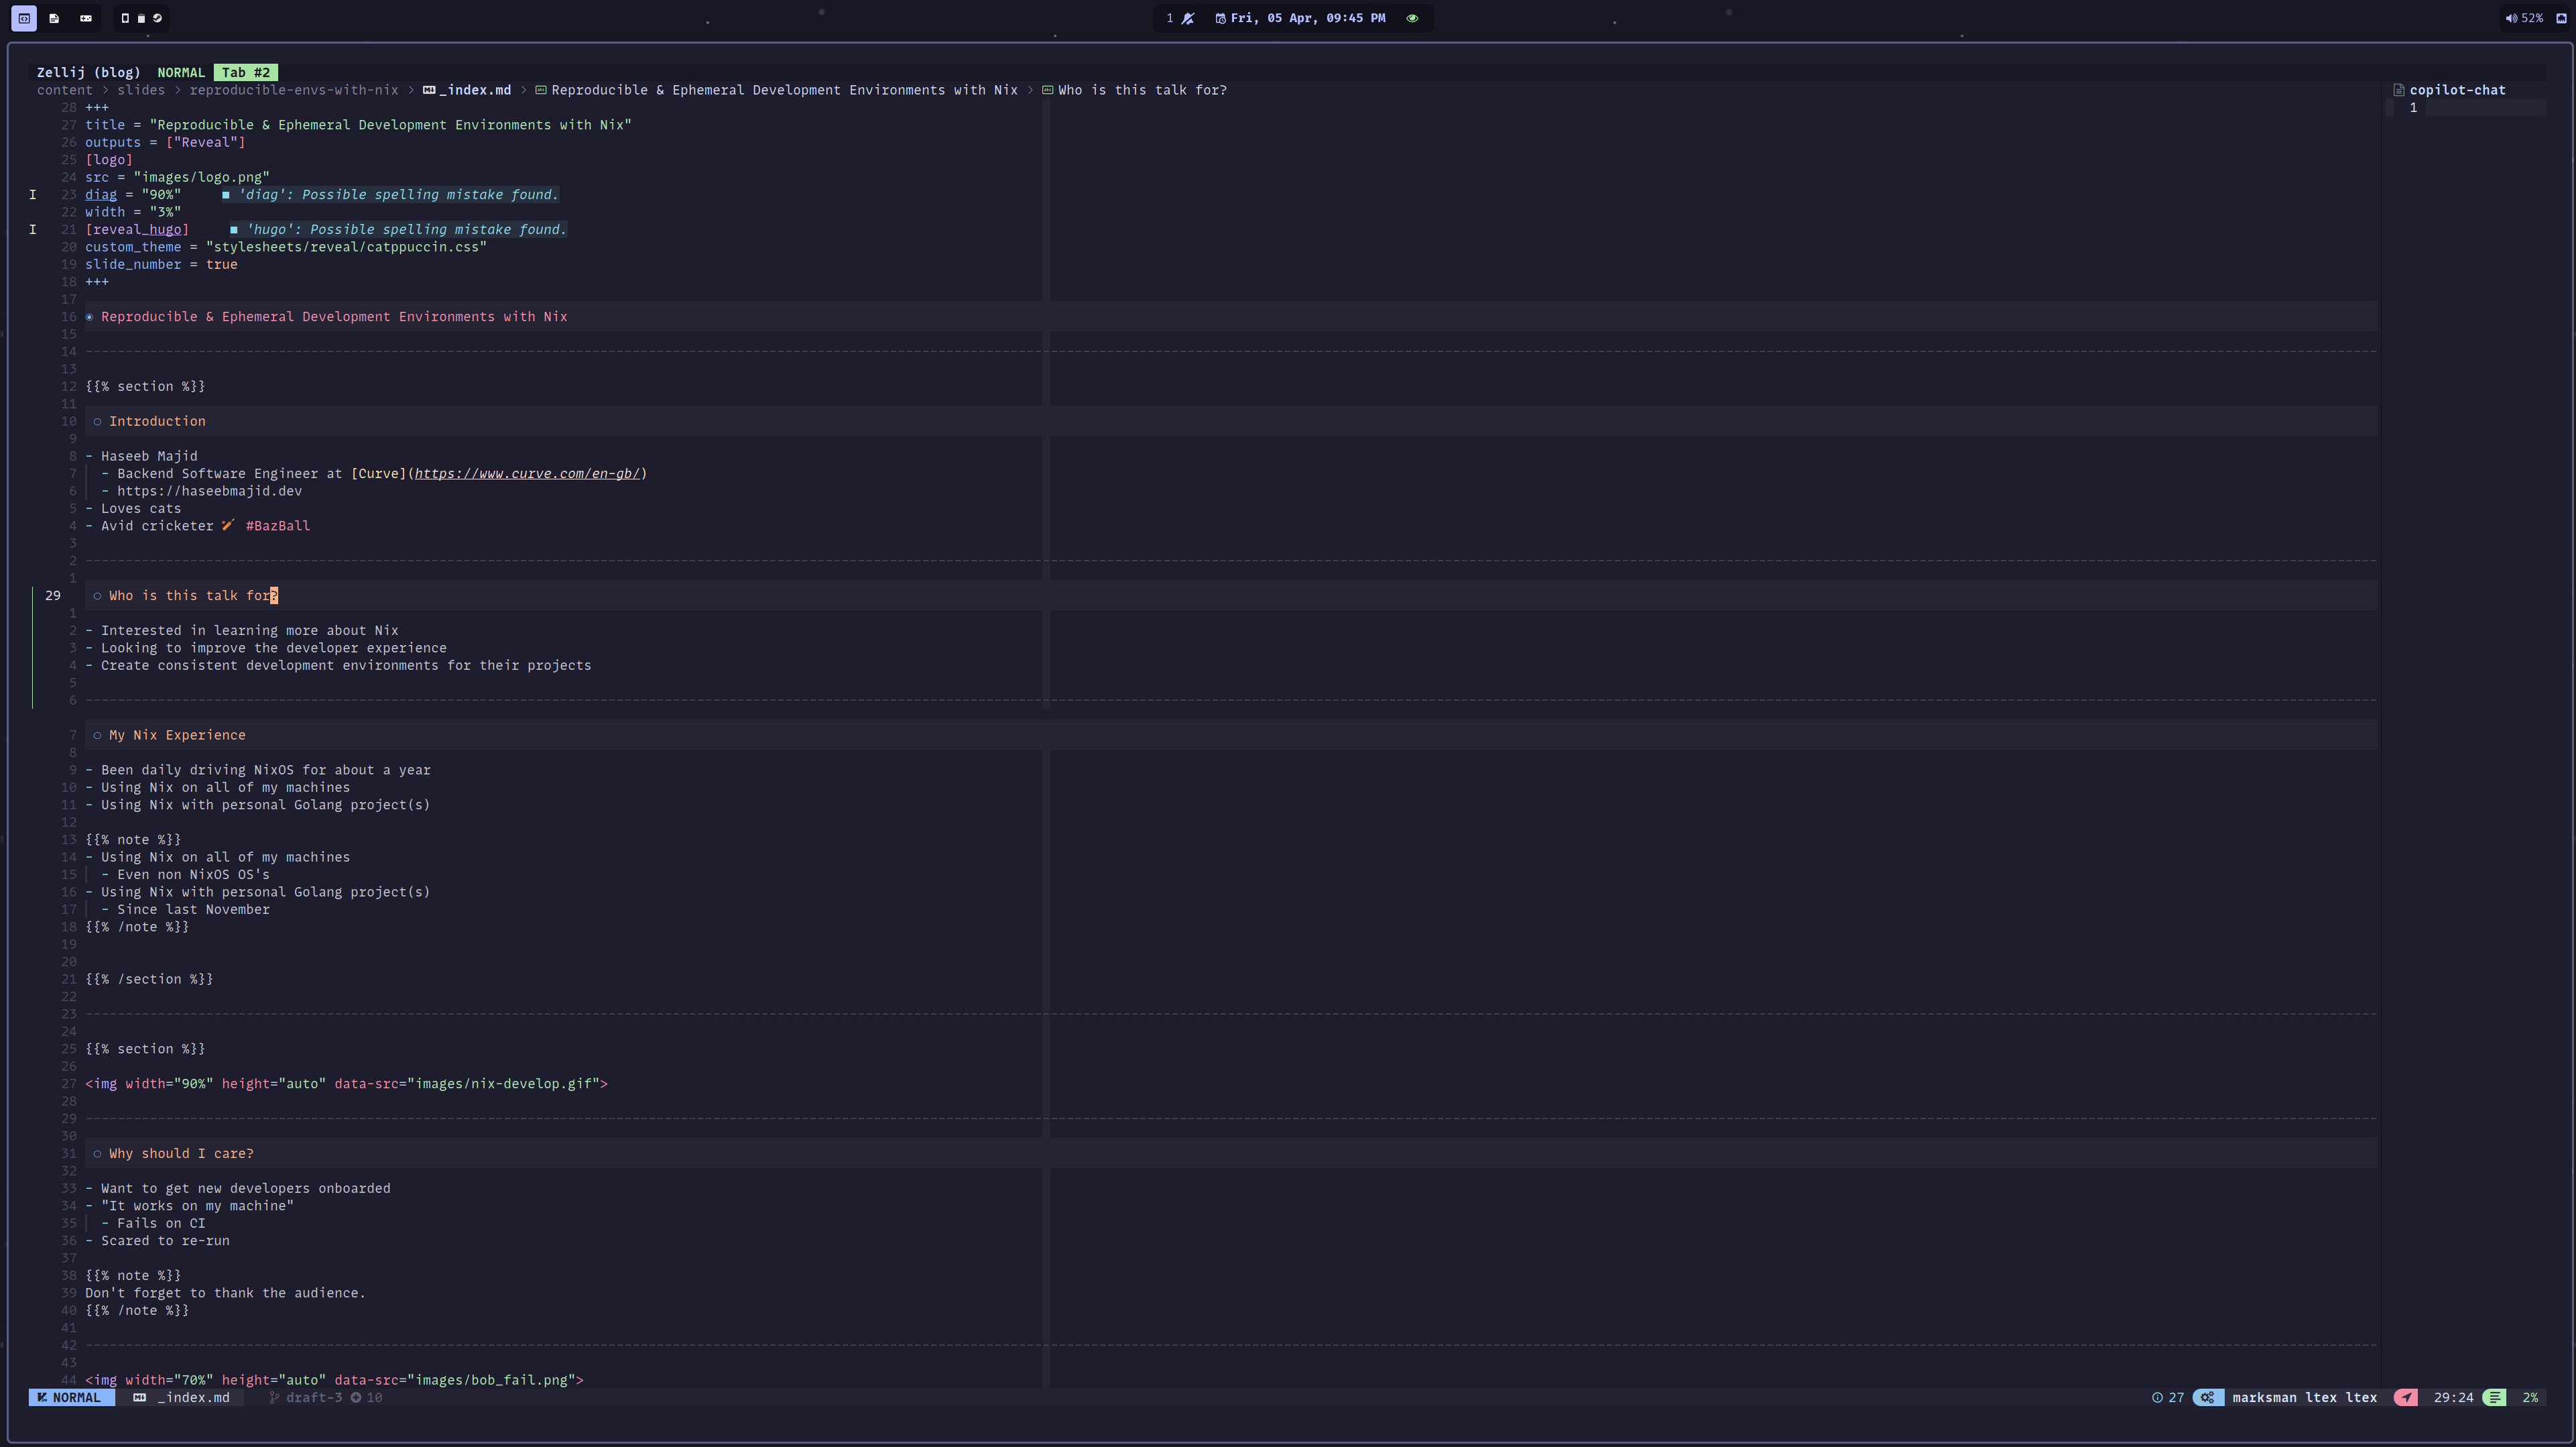 1 Fri, 05 Apr, 09:45 PM 52%
Zellij (blog) NORMAL Tab #2
content > slides > reproducible-envs-with-nix > _index.md > Reproducible & Ephemeral Development Environments with Nix > Who is this talk for?
copilot-chat
1
28 +++
27 title = "Reproducible & Ephemeral Development Environments with Nix"
26 outputs = ["Reveal"]
25 [logo]
24 src = "images/logo.png"
I 23 diag = "90%" ■ 'diag': Possible spelling mistake found.
22 width = "3%"
I 21 [reveal_hugo] ■ 'hugo': Possible spelling mistake found.
20 custom_theme = "stylesheets/reveal/catppuccin.css"
19 slide_number = true
18 +++
17
16 ◉ Reproducible & Ephemeral Development Environments with Nix
15
14
13
12 {{% section %}}
11
10 ○ Introduction
9
8 - Haseeb Majid
7 - Backend Software Engineer at [Curve](https://www.curve.com/en-gb/)
6 - https://haseebmajid.dev
5 - Loves cats
4 - Avid cricketer 🏏 #BazBall
3
2
1
29 ○ Who is this talk for?
1
2 - Interested in learning more about Nix
3 - Looking to improve the developer experience
4 - Create consistent development environments for their projects
5
6
7 ○ My Nix Experience
8
9 - Been daily driving NixOS for about a year
10 - Using Nix on all of my machines
11 - Using Nix with personal Golang project(s)
12
13 {{% note %}}
14 - Using Nix on all of my machines
15 - Even non NixOS OS's
16 - Using Nix with personal Golang project(s)
17 - Since last November
18 {{% /note %}}
19
20
21 {{% /section %}}
22
23
24
25 {{% section %}}
26
27 <img width="90%" height="auto" data-src="images/nix-develop.gif">
28
29
30
31 ○ Why should I care?
32
33 - Want to get new developers onboarded
34 - "It works on my machine"
35 - Fails on CI
36 - Scared to re-run
37
38 {{% note %}}
39 Don't forget to thank the audience.
40 {{% /note %}}
41
42
43
44 <img width="70%" height="auto" data-src="images/bob_fail.png">
NORMAL _index.md draft-3 10 27 marksman ltex ltex 29:24 2%